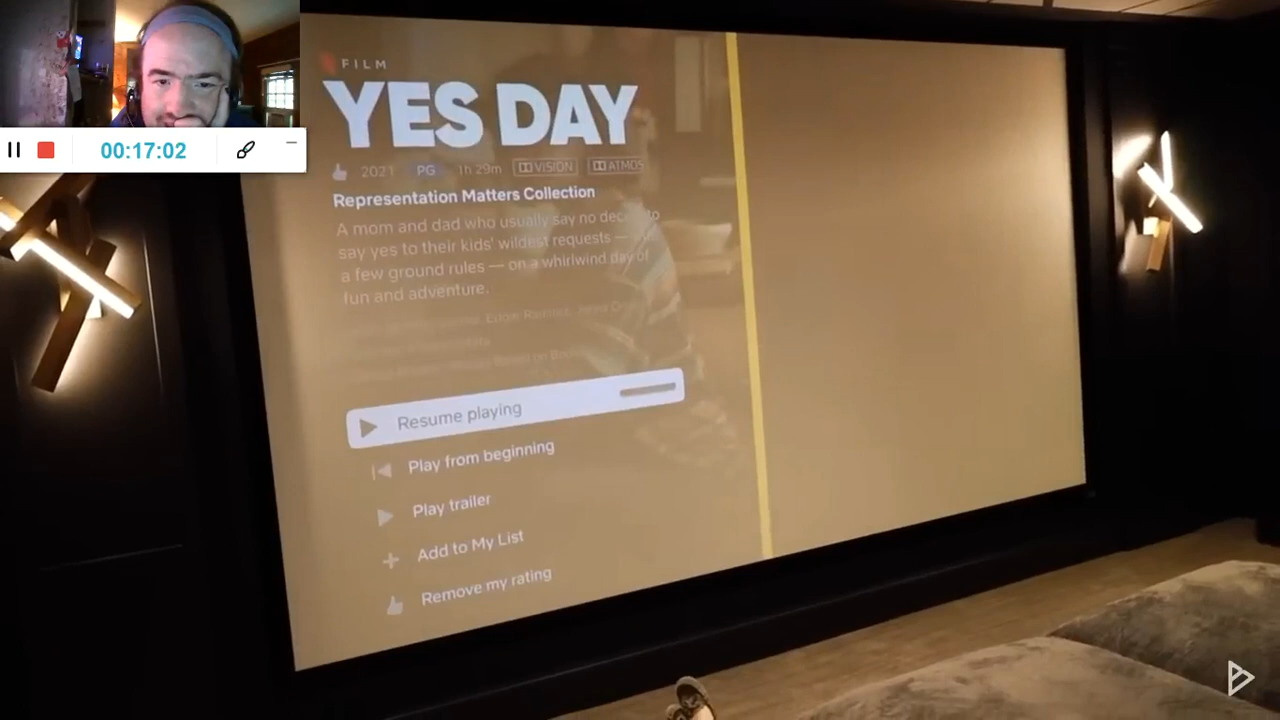 00:17:02
FILM
YES DAY
2021 PG 1h 29m VISION ATMOS
Representation Matters Collection
A mom and dad who usually say no decide to
say yes to their kids' wildest requests —
a few ground rules — on a whirlwind day of
fun and adventure.
Resume playing
Play from beginning
Play trailer
Add to My List
Remove my rating